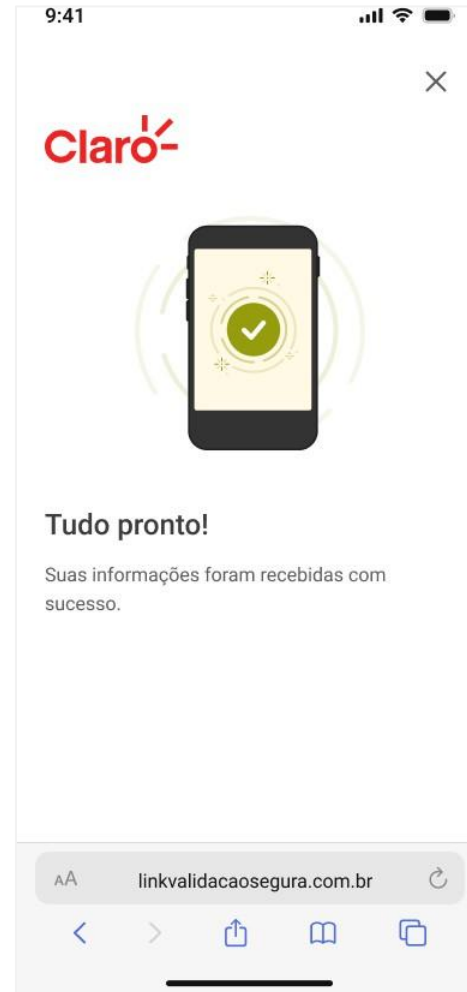 9:41
Claro
Tudo pronto!
Suas informações foram recebidas com
sucesso.
AA
linkvalidacaosegura.com.br